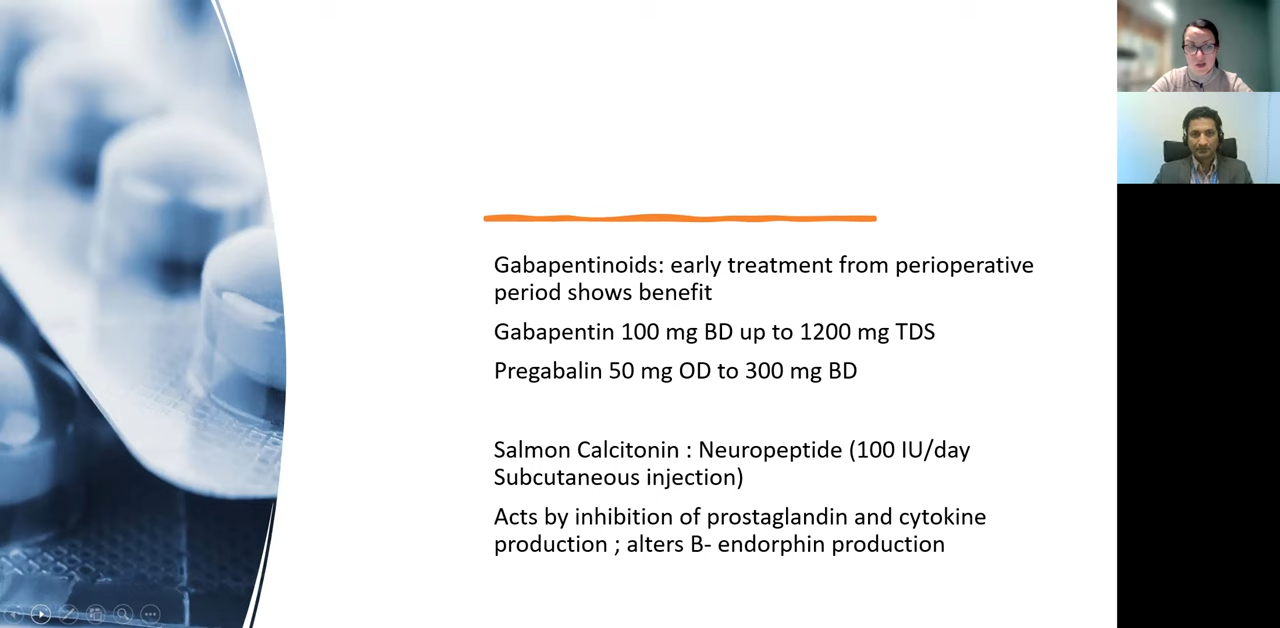 Gabapentinoids: early treatment from perioperative
period shows benefit
Gabapentin 100 mg BD up to 1200 mg TDS
Pregabalin 50 mg OD to 300 mg BD
Salmon Calcitonin : Neuropeptide (100 IU/day
Subcutaneous injection)
Acts by inhibition of prostaglandin and cytokine
production ; alters B- endorphin production